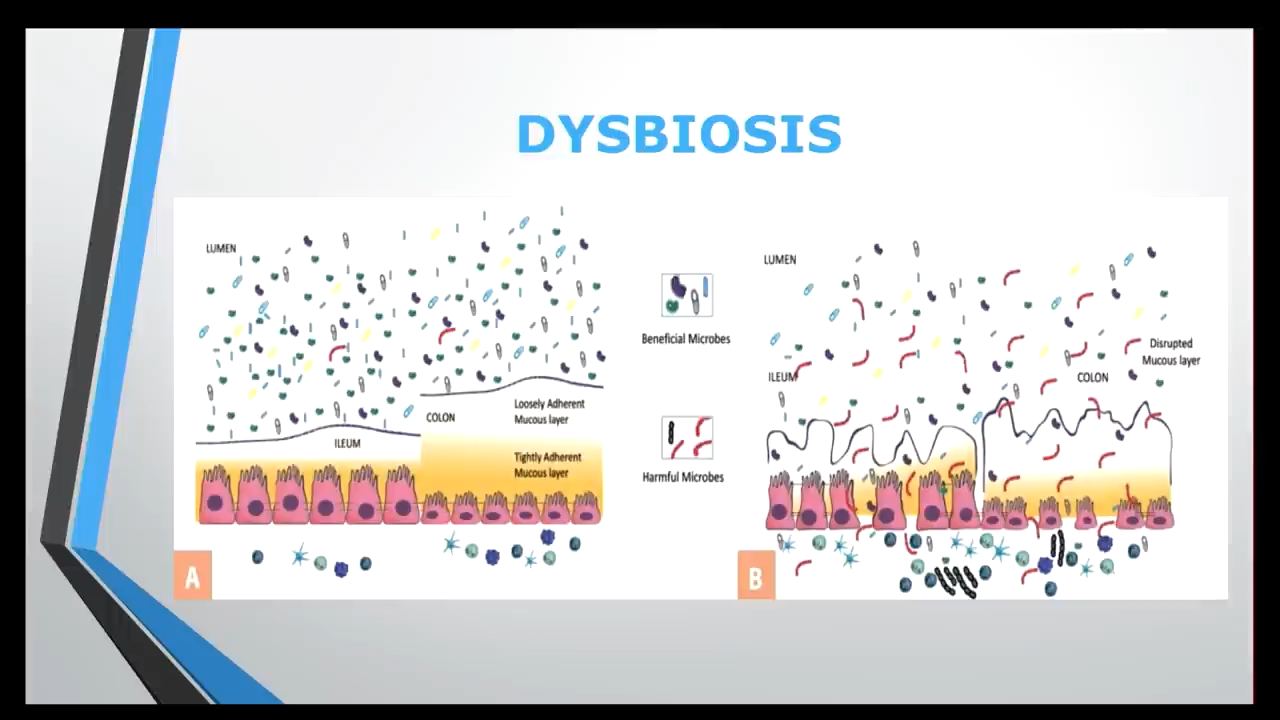 DYSBIOSIS
LUMEN
COLON
Loosely Adherent
Mucous layer
ILEUM
Tightly Adherent
Mucous layer
A
Beneficial Microbes
Harmful Microbes
LUMEN
Disrupted
Mucous layer
ILEUM
COLON
B